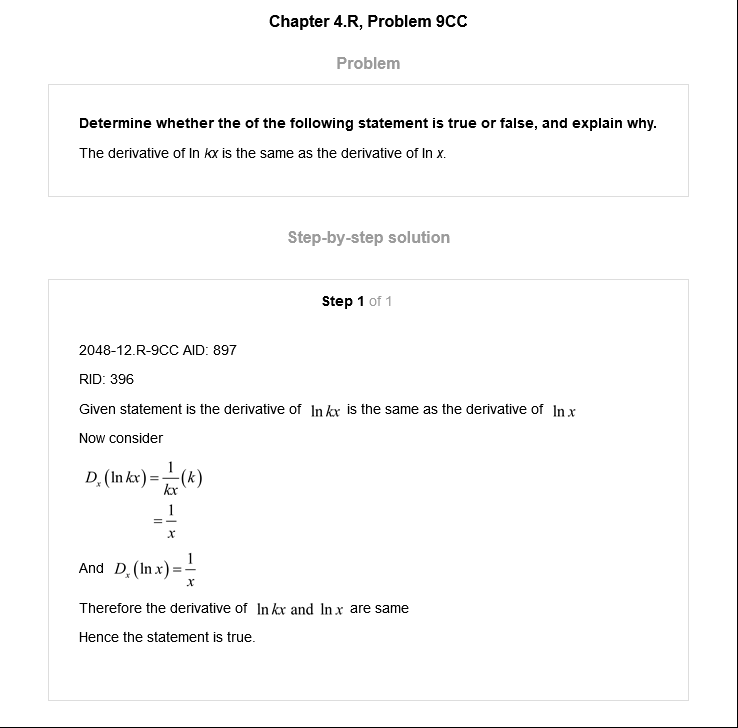 Chapter 4.R, Problem 9CC
Problem
Determine whether the of the following statement is true or false, and explain why.
The derivative of ln kx is the same as the derivative of ln x.
Step-by-step solution
Step 1 of 1
2048-12.R-9CC AID: 897
RID: 396
Given statement is the derivative of ln kx is the same as the derivative of ln x
Now consider
D_x(ln kx) = 1/kx (k)
= 1/x
And D_x(ln x) = 1/x
Therefore the derivative of ln kx and ln x are same
Hence the statement is true.